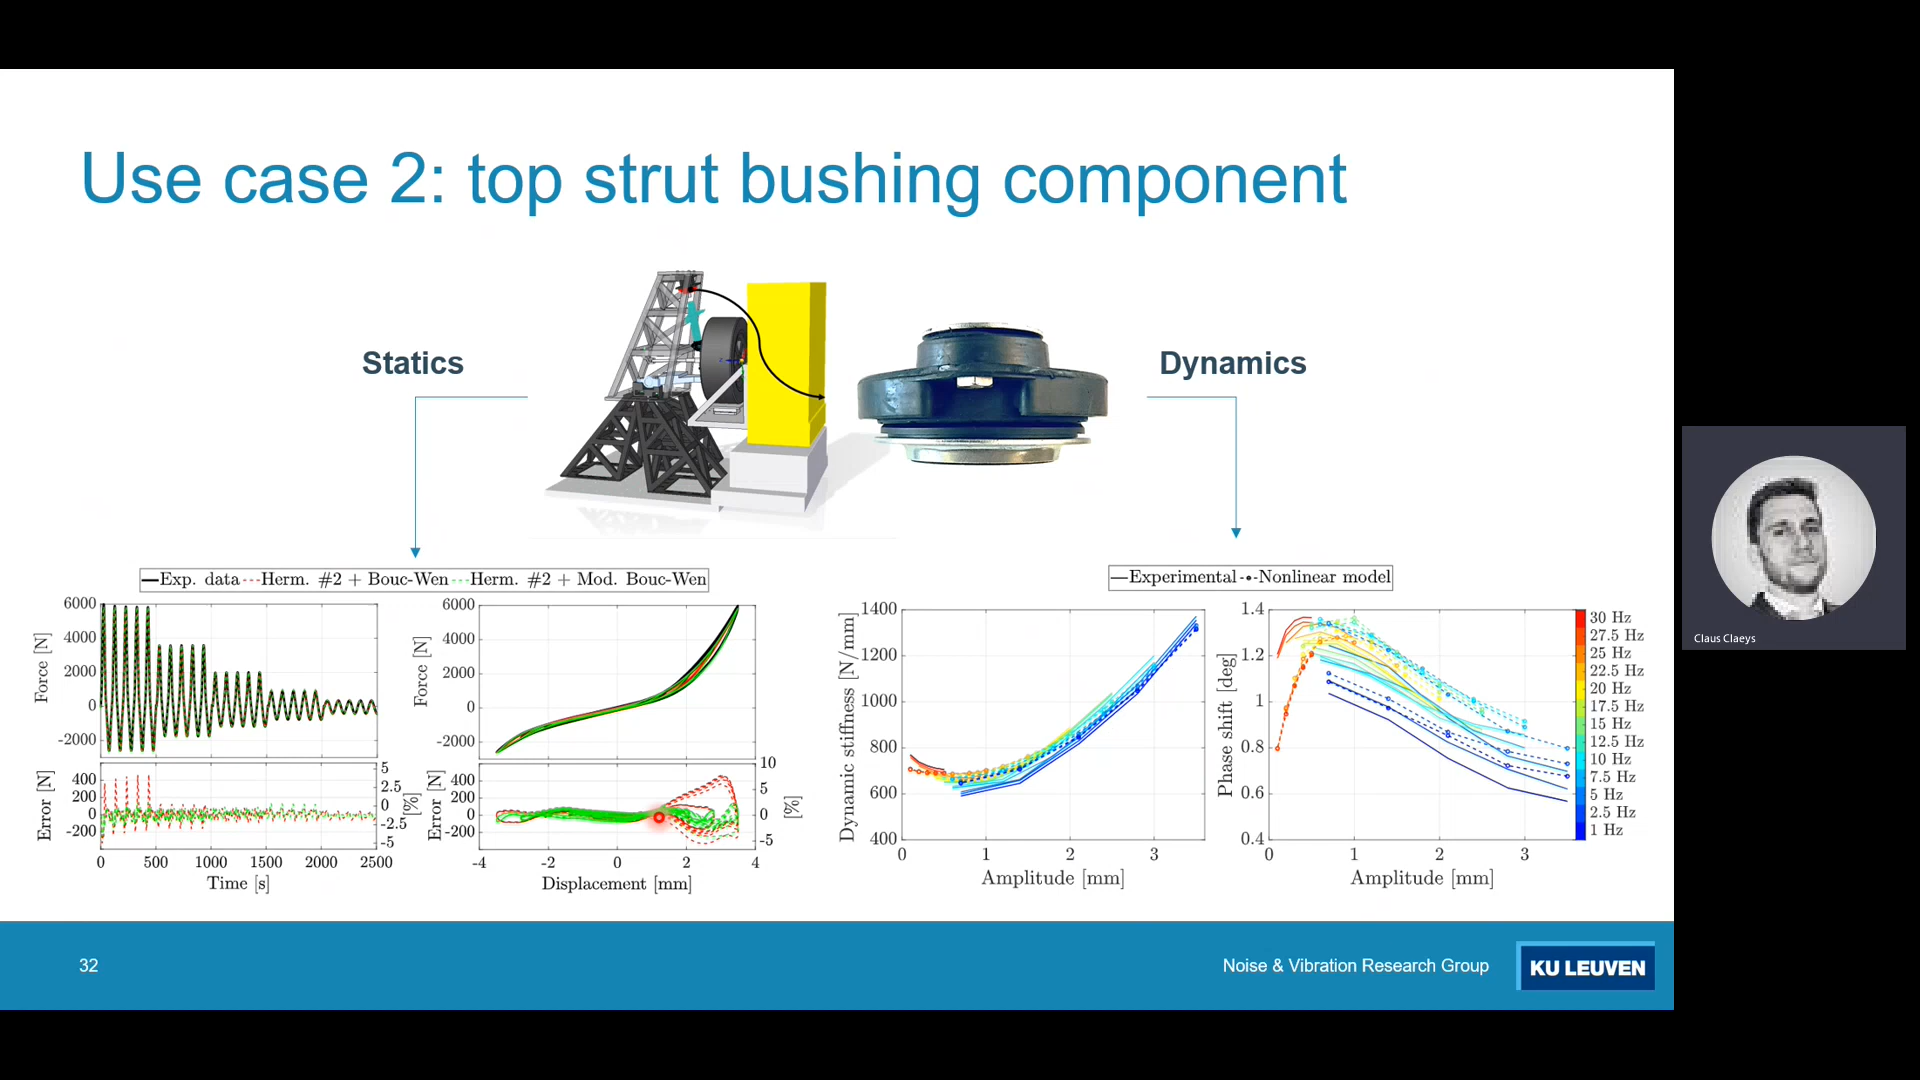 Use case 2: top strut bushing component
Statics
Dynamics
Exp. data Herm. #2 + Bouc-Wen Herm. #2 + Mod. Bouc-Wen
Experimental Nonlinear model
6000
4000
2000
0
-2000
Force [N]
400
200
0
-200
Error [N]
5
2.5
0
-2.5
-5
[%]
0 500 1000 1500 2000 2500
Time [s]
6000
4000
2000
0
-2000
Force [N]
400
200
0
-200
Error [N]
10
5
0
-5
[%]
-4 -2 0 2 4
Displacement [mm]
1400
1200
1000
800
600
400
Dynamic stiffness [N/mm]
0 1 2 3
Amplitude [mm]
1.4
1.2
1
0.8
0.6
0.4
Phase shift [deg]
0 1 2 3
Amplitude [mm]
30 Hz
27.5 Hz
25 Hz
22.5 Hz
20 Hz
17.5 Hz
15 Hz
12.5 Hz
10 Hz
7.5 Hz
5 Hz
2.5 Hz
1 Hz
Claus Claeys
32
Noise & Vibration Research Group
KU LEUVEN